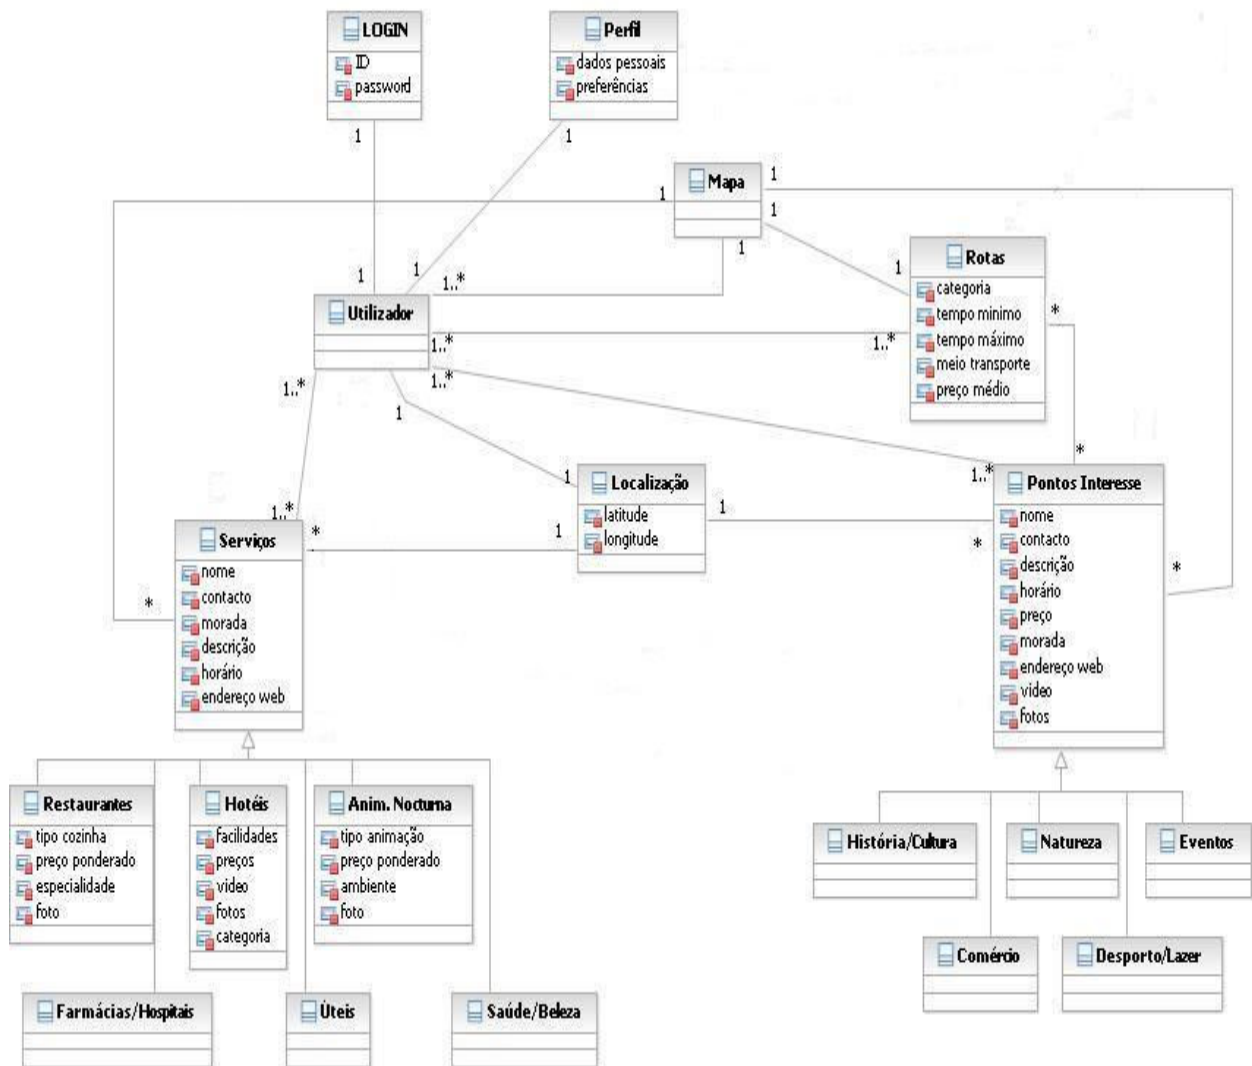 LOGIN
ID
password
Perfil
dados pessoais
preferências
1
1
Mapa
1
1
1
1
Rotas
categoria
tempo minimo
tempo máximo
meio transporte
preço médio
1
1
1
1..*
Utilizador
1..*
1..*
*
1..*
1..*
1
*
1..*
1
Localização
latitude
longitude
1
1
1..*
*
Pontos Interesse
nome
contacto
descrição
horário
preço
morada
endereço web
video
fotos
*
1..*
*
Serviços
nome
contacto
morada
descrição
horário
endereço web
*
Restaurantes
tipo cozinha
preço ponderado
especialidade
foto
Hotéis
facilidades
preços
video
fotos
categoria
Anim. Nocturna
tipo animação
preço ponderado
ambiente
foto
História/Cultura
Natureza
Eventos
Comércio
Desporto/Lazer
Farmácias/Hospitais
Úteis
Saúde/Beleza